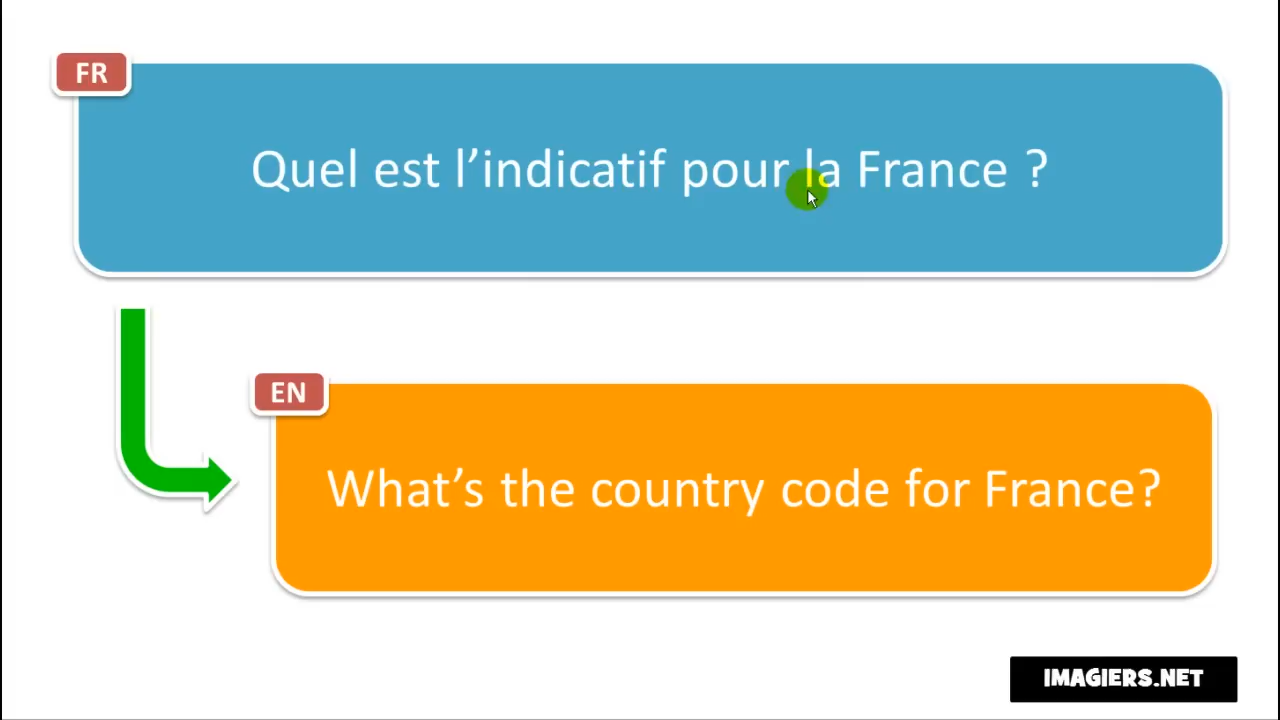 FR
Quel est l’indicatif pour la France ?
EN
What’s the country code for France?
IMAGIERS.NET